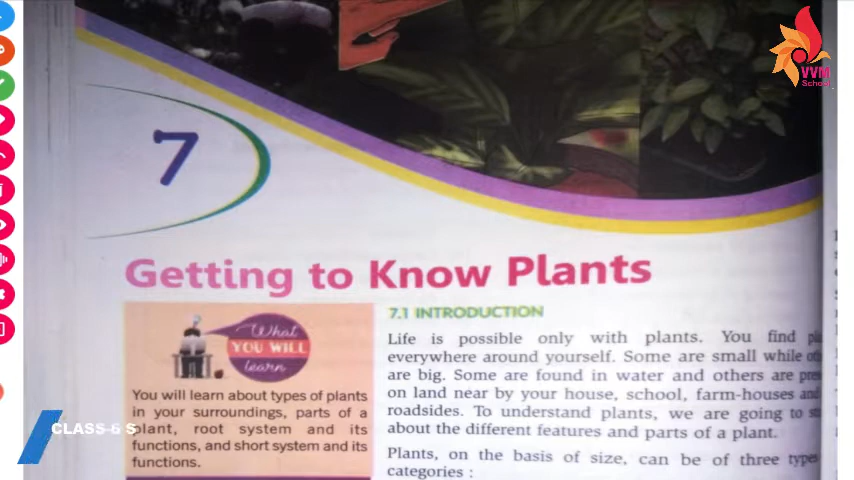 VVM
School
7
Getting to Know Plants
What
YOU WILL
learn
You will learn about types of plants
in your surroundings, parts of a
plant, root system and its
functions, and short system and its
functions.
7.1 INTRODUCTION
Life is possible only with plants. You find
everywhere around yourself. Some are small while
are big. Some are found in water and others are
on land near by your house, school, farm-houses and
roadsides. To understand plants, we are going to
about the different features and parts of a plant.
Plants, on the basis of size, can be of three types
categories :
CLASS-6 S